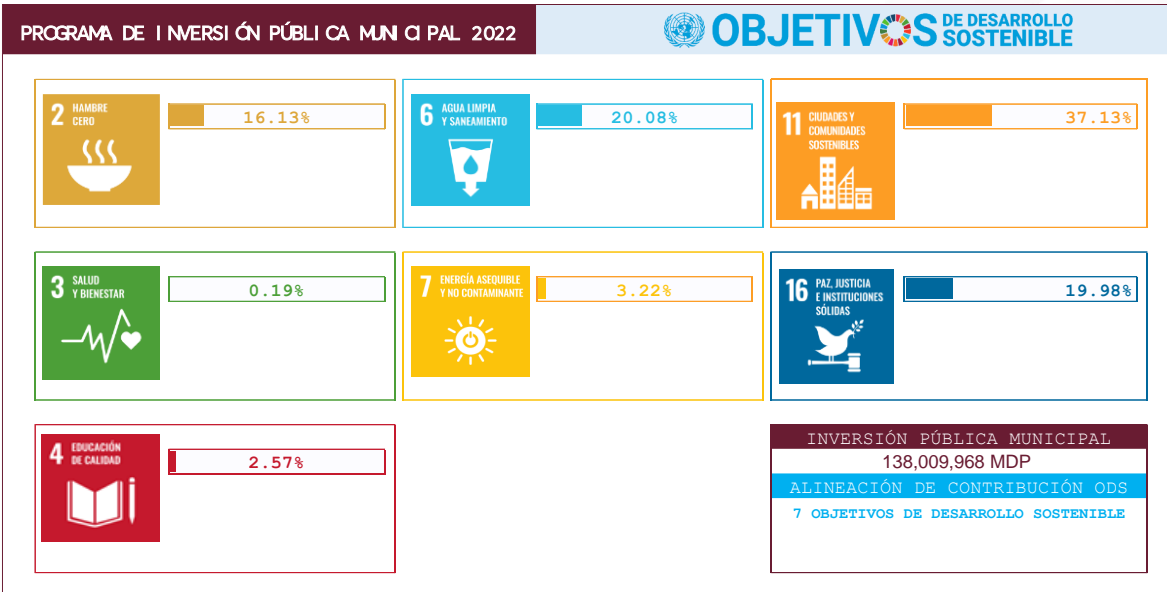 PROGRAMA DE INVERSIÓN PÚBLICA MUNICIPAL 2022
OBJETIVOS DE DESARROLLO
SOSTENIBLE
2 HAMBRE
CERO
16.13%
6 AGUA LIMPIA
Y SANEAMIENTO
20.08%
11 CIUDADES Y
COMUNIDADES
SOSTENIBLES
37.13%
3 SALUD
Y BIENESTAR
0.19%
7 ENERGÍA ASEQUIBLE
Y NO CONTAMINANTE
3.22%
16 PAZ, JUSTICIA
E INSTITUCIONES
SÓLIDAS
19.98%
4 EDUCACIÓN
DE CALIDAD
2.57%
INVERSIÓN PÚBLICA MUNICIPAL
138,009,968 MDP
ALINEACIÓN DE CONTRIBUCIÓN ODS
7 OBJETIVOS DE DESARROLLO SOSTENIBLE